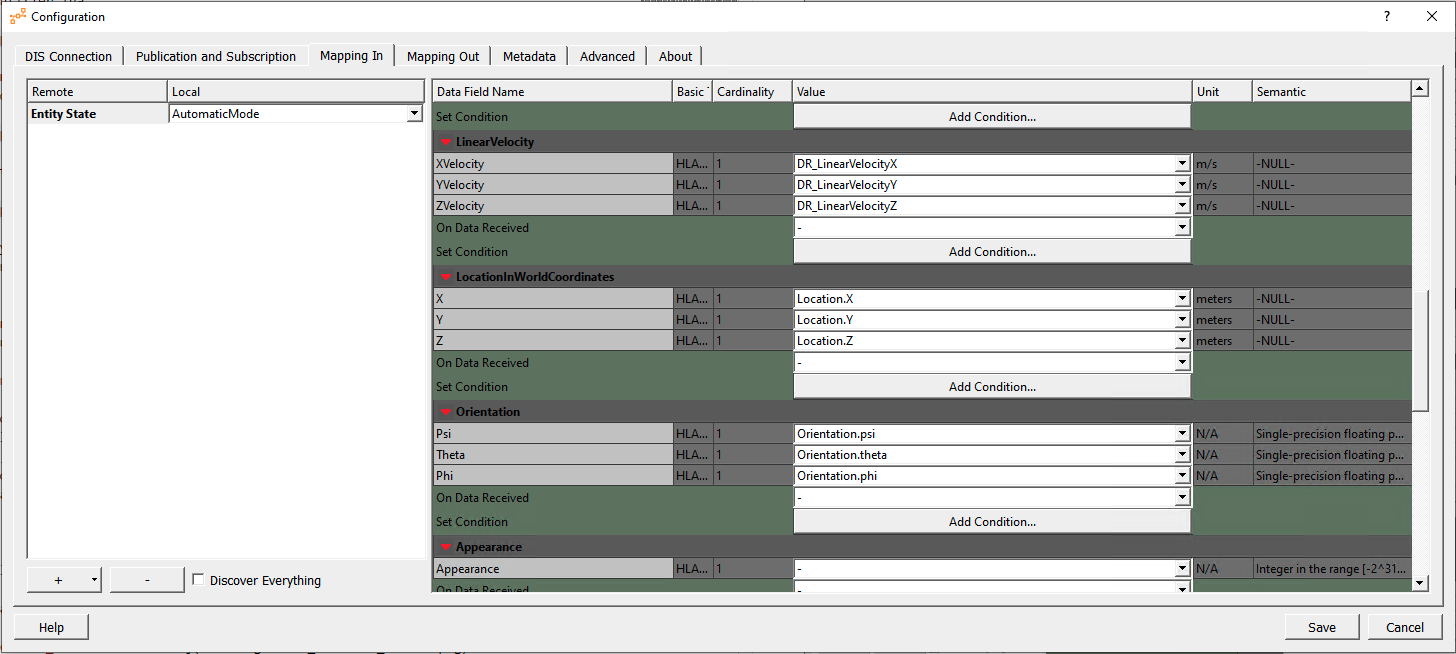 Configuration
?
DIS Connection Publication and Subscription Mapping In Mapping Out Metadata Advanced About
Remote Local
Entity State AutomaticMode
+ - Discover Everything
Data Field Name Basic Cardinality Value Unit Semantic
Set Condition Add Condition...
LinearVelocity
XVelocity HLA... 1 DR_LinearVelocityX m/s -NULL-
YVelocity HLA... 1 DR_LinearVelocityY m/s -NULL-
ZVelocity HLA... 1 DR_LinearVelocityZ m/s -NULL-
On Data Received -
Set Condition Add Condition...
LocationInWorldCoordinates
X HLA... 1 Location.X meters -NULL-
Y HLA... 1 Location.Y meters -NULL-
Z HLA... 1 Location.Z meters -NULL-
On Data Received -
Set Condition Add Condition...
Orientation
Psi HLA... 1 Orientation.psi N/A Single-precision floating p...
Theta HLA... 1 Orientation.theta N/A Single-precision floating p...
Phi HLA... 1 Orientation.phi N/A Single-precision floating p...
On Data Received -
Set Condition Add Condition...
Appearance
Appearance HLA... 1 - N/A Integer in the range [-2^31...
On Data Received -
Help Save Cancel